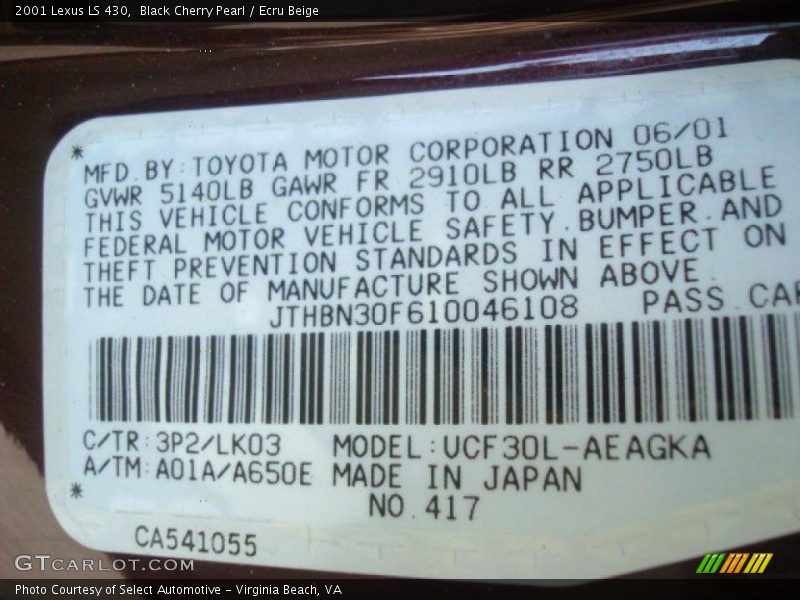 2001 Lexus LS 430, Black Cherry Pearl / Ecru Beige
MFD.BY:TOYOTA MOTOR CORPORATION 06/01
GVWR 5140LB GAWR FR 2910LB RR 2750LB
THIS VEHICLE CONFORMS TO ALL APPLICABLE
FEDERAL MOTOR VEHICLE SAFETY.BUMPER.AND
THEFT PREVENTION STANDARDS IN EFFECT ON
THE DATE OF MANUFACTURE SHOWN ABOVE.
JTHBN30F610046108 PASS.CAR
C/TR:3P2/LK03 MODEL:UCF30L-AEAGKA
A/TM:A01A/A650E MADE IN JAPAN
NO.417
CA541055
GTCARLOT.COM
Photo Courtesy of Select Automotive - Virginia Beach, VA